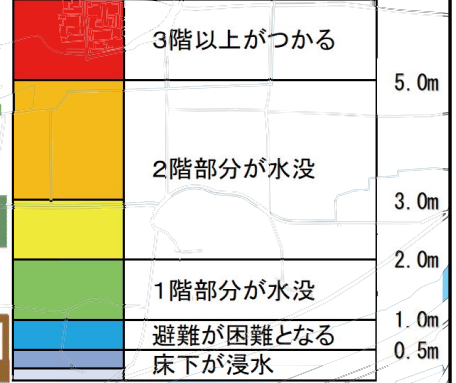 3階以上がつかる
5.0m
2階部分が水没
3.0m
2.0m
1階部分が水没
1.0m
避難が困難となる
0.5m
床下が浸水